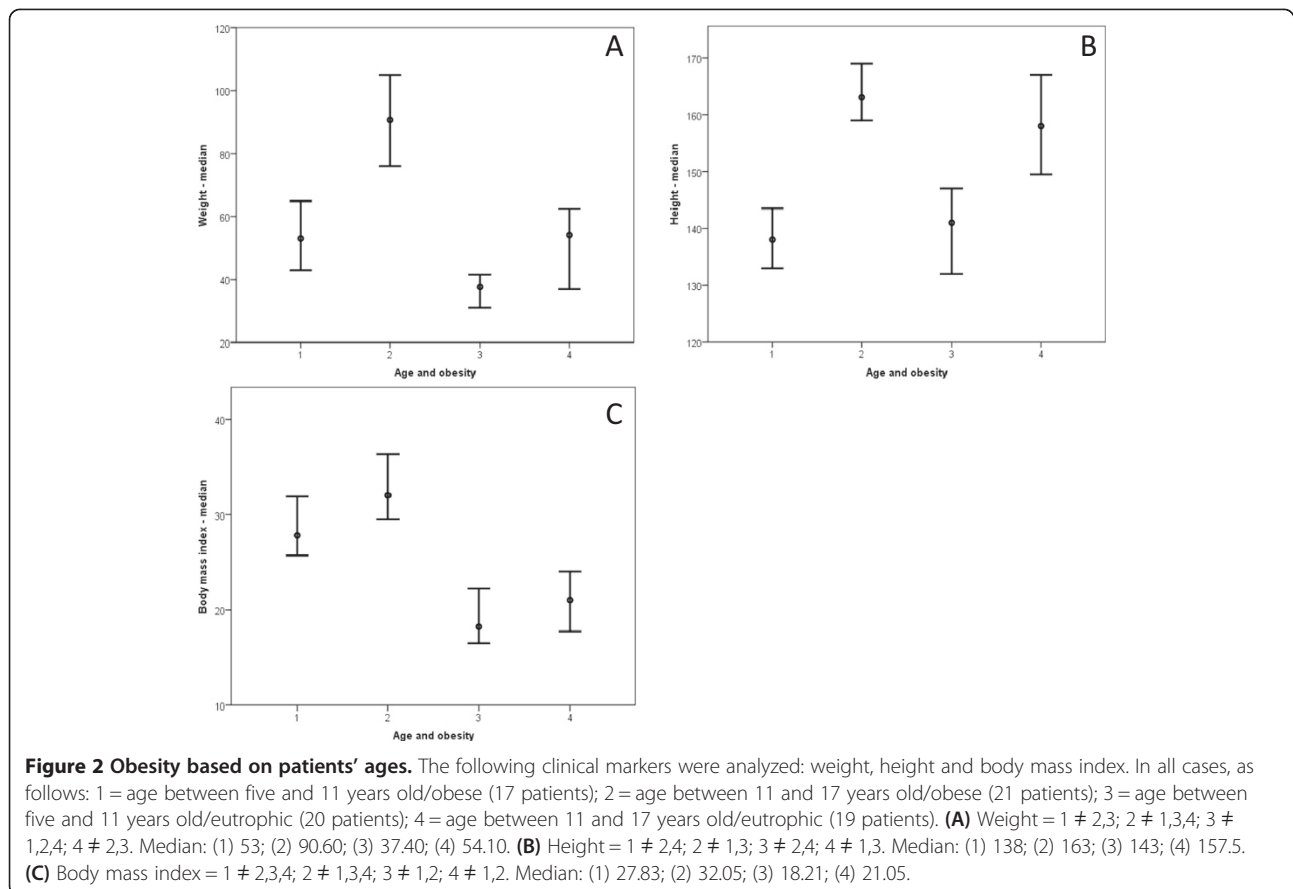 A
120
100
80
60
40
20
Weight - median
1 2 3 4
Age and obesity
B
170
160
150
140
130
120
Height - median
1 2 3 4
Age and obesity
C
40
30
20
10
Body mass index - median
1 2 3 4
Age and obesity
Figure 2 Obesity based on patients’ ages. The following clinical markers were analyzed: weight, height and body mass index. In all cases, as
follows: 1 = age between five and 11 years old/obese (17 patients); 2 = age between 11 and 17 years old/obese (21 patients); 3 = age between
five and 11 years old/eutrophic (20 patients); 4 = age between 11 and 17 years old/eutrophic (19 patients). (A) Weight = 1 ≠ 2,3; 2 ≠ 1,3,4; 3 ≠
1,2,4; 4 ≠ 2,3. Median: (1) 53; (2) 90.60; (3) 37.40; (4) 54.10. (B) Height = 1 ≠ 2,4; 2 ≠ 1,3; 3 ≠ 2,4; 4 ≠ 1,3. Median: (1) 138; (2) 163; (3) 143; (4) 157.5.
(C) Body mass index = 1 ≠ 2,3,4; 2 ≠ 1,3,4; 3 ≠ 1,2; 4 ≠ 1,2. Median: (1) 27.83; (2) 32.05; (3) 18.21; (4) 21.05.